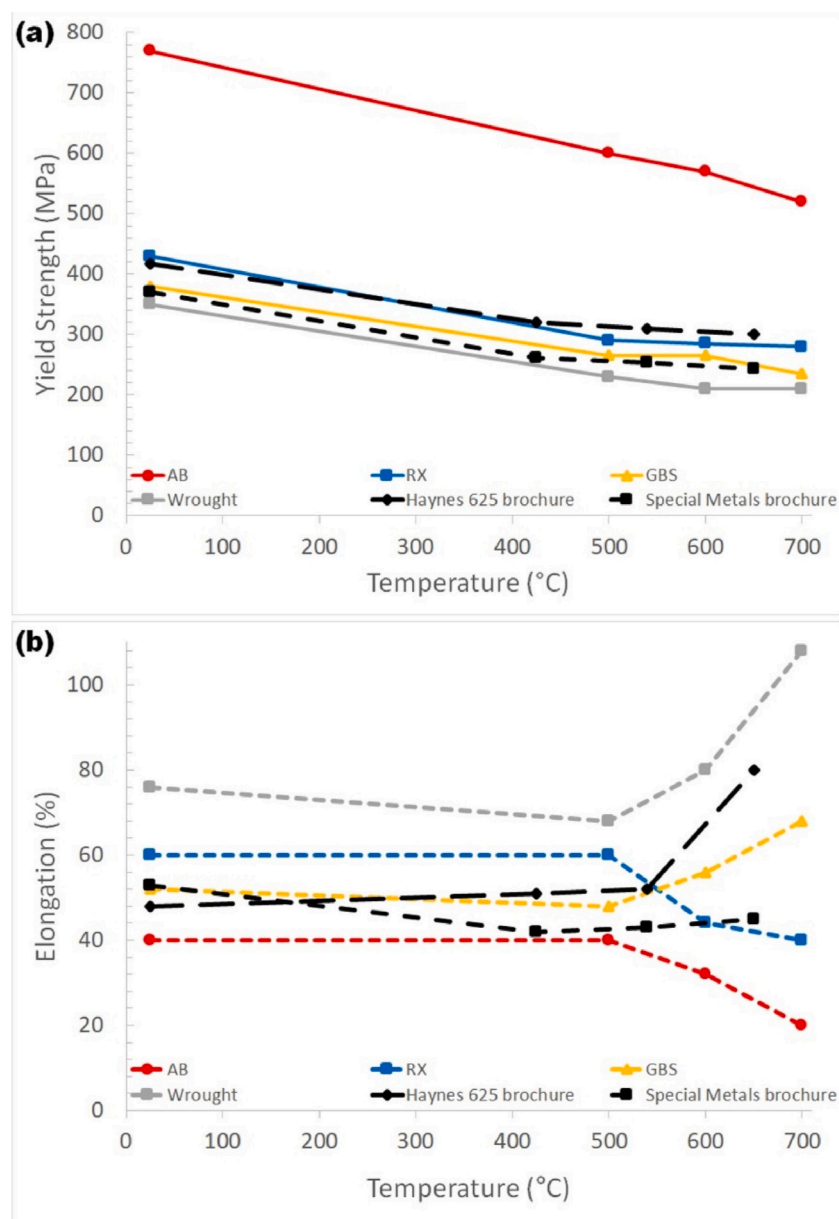 (a)
800
700
600
500
400
300
200
100
0
Yield Strength (MPa)
AB RX GBS
Wrought Haynes 625 brochure Special Metals brochure
0 100 200 300 400 500 600 700
Temperature (°C)
(b)
100
80
60
40
20
0
Elongation (%)
AB RX GBS
Wrought Haynes 625 brochure Special Metals brochure
0 100 200 300 400 500 600 700
Temperature (°C)